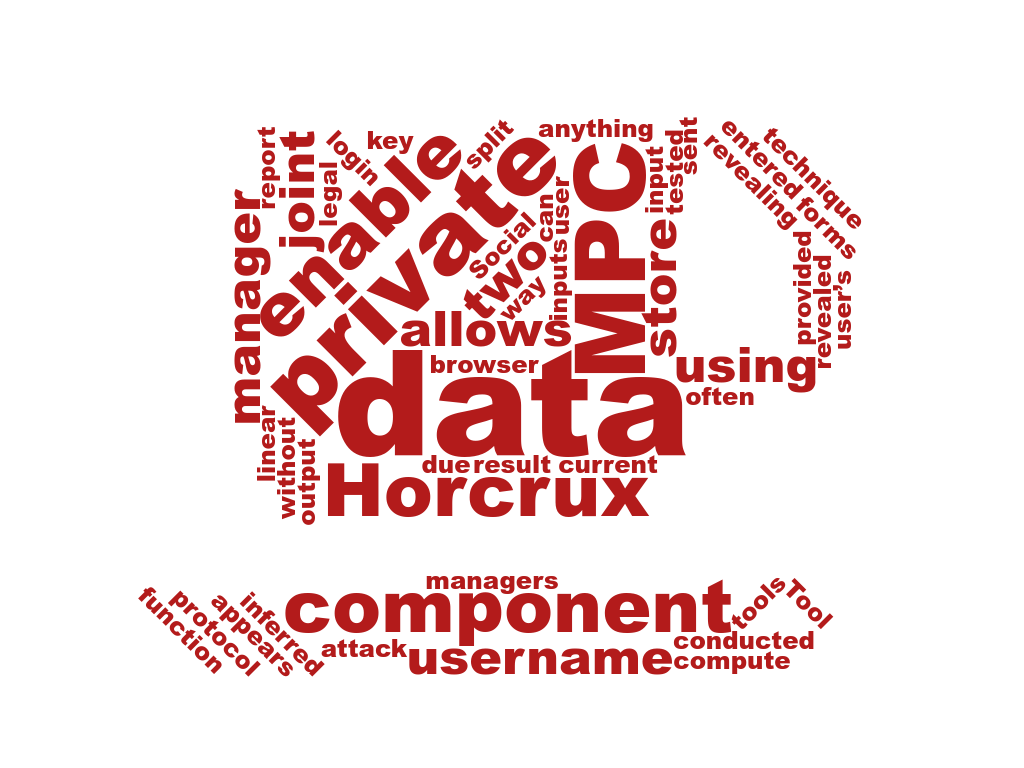 anything
key
split
login
report
joint
legal
enable
private
manager
Social
two
way
can
user
inputs
MPC
input
tested
sent
store
technique
entered forms
revealing
provided
revealed
user's
allows
browser
using
often
data
linear
without
output
due result current
Horcrux
managers
component
tools
Tool
inferred
appears
protocol
function
attack
username
conducted
compute